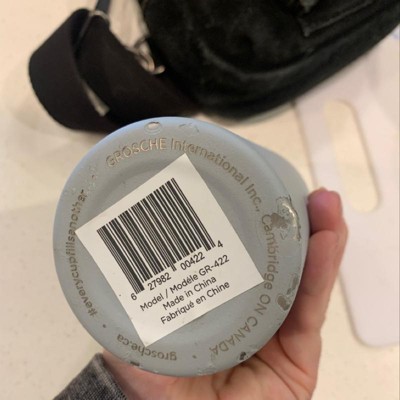 GROSCHE International Inc., Cambridge ON CANADA
grosche.ca
#everycupfillsanother
6 27982 00422 4
Model / Modèle GR-422
Made in China
Fabriqué en Chine